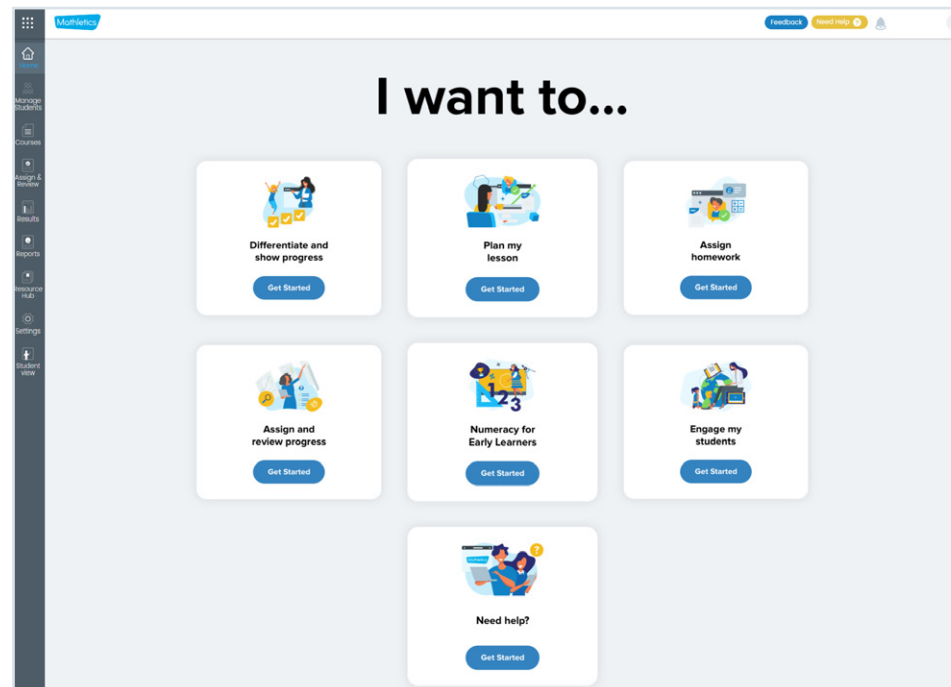 Mathletics
Feedback
Need Help ?
Home
Manage
Students
Courses
Assign &
Review
Results
Reports
Resource
Hub
Settings
Student
view
I want to...
Differentiate and
show progress
Get Started
Plan my
lesson
Get Started
Assign
homework
Get Started
Assign and
review progress
Get Started
123
Numeracy for
Early Learners
Get Started
Engage my
students
Get Started
Mathletics
?
Need help?
Get Started